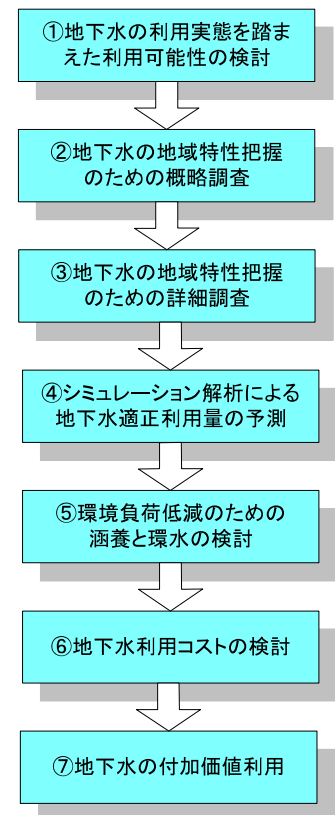 ①地下水の利用実態を踏ま
えた利用可能性の検討
②地下水の地域特性把握
のための概略調査
③地下水の地域特性把握
のための詳細調査
④シミュレーション解析による
地下水適正利用量の予測
⑤環境負荷低減のための
涵養と環水の検討
⑥地下水利用コストの検討
⑦地下水の付加価値利用